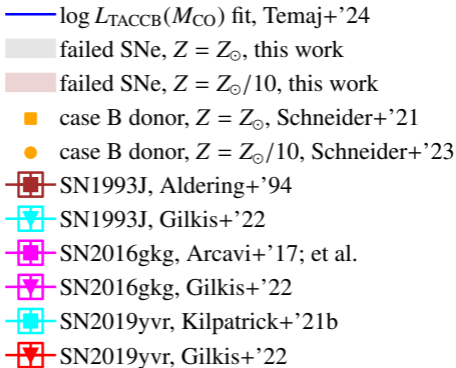 log L_TACCB(M_CO) fit, Temaj+'24
failed SNe, Z = Z_⊙, this work
failed SNe, Z = Z_⊙/10, this work
case B donor, Z = Z_⊙, Schneider+'21
case B donor, Z = Z_⊙/10, Schneider+'23
SN1993J, Aldering+'94
SN1993J, Gilkis+'22
SN2016gkg, Arcavi+'17; et al.
SN2016gkg, Gilkis+'22
SN2019yvr, Kilpatrick+'21b
SN2019yvr, Gilkis+'22